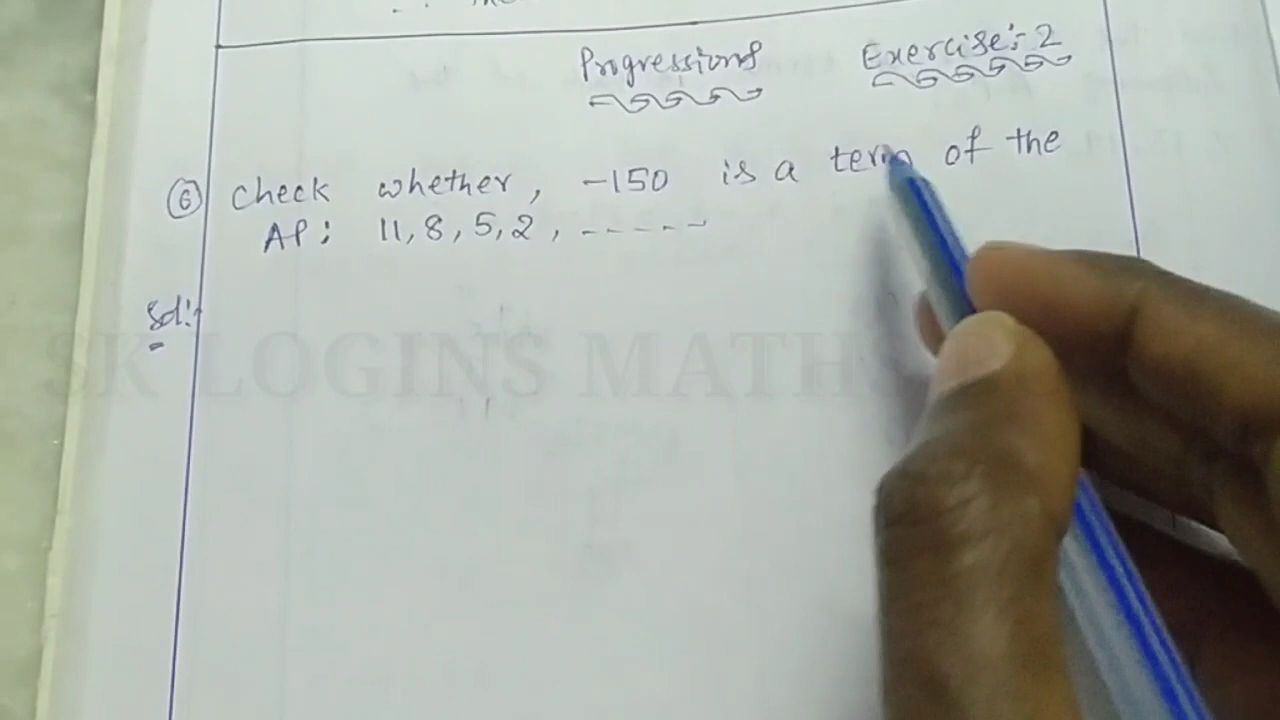 Progressions Exercise:- 2
6 Check whether, -150 is a term of the
AP: 11, 8, 5, 2, -----
Sol:-
SK LOGINS MATHS